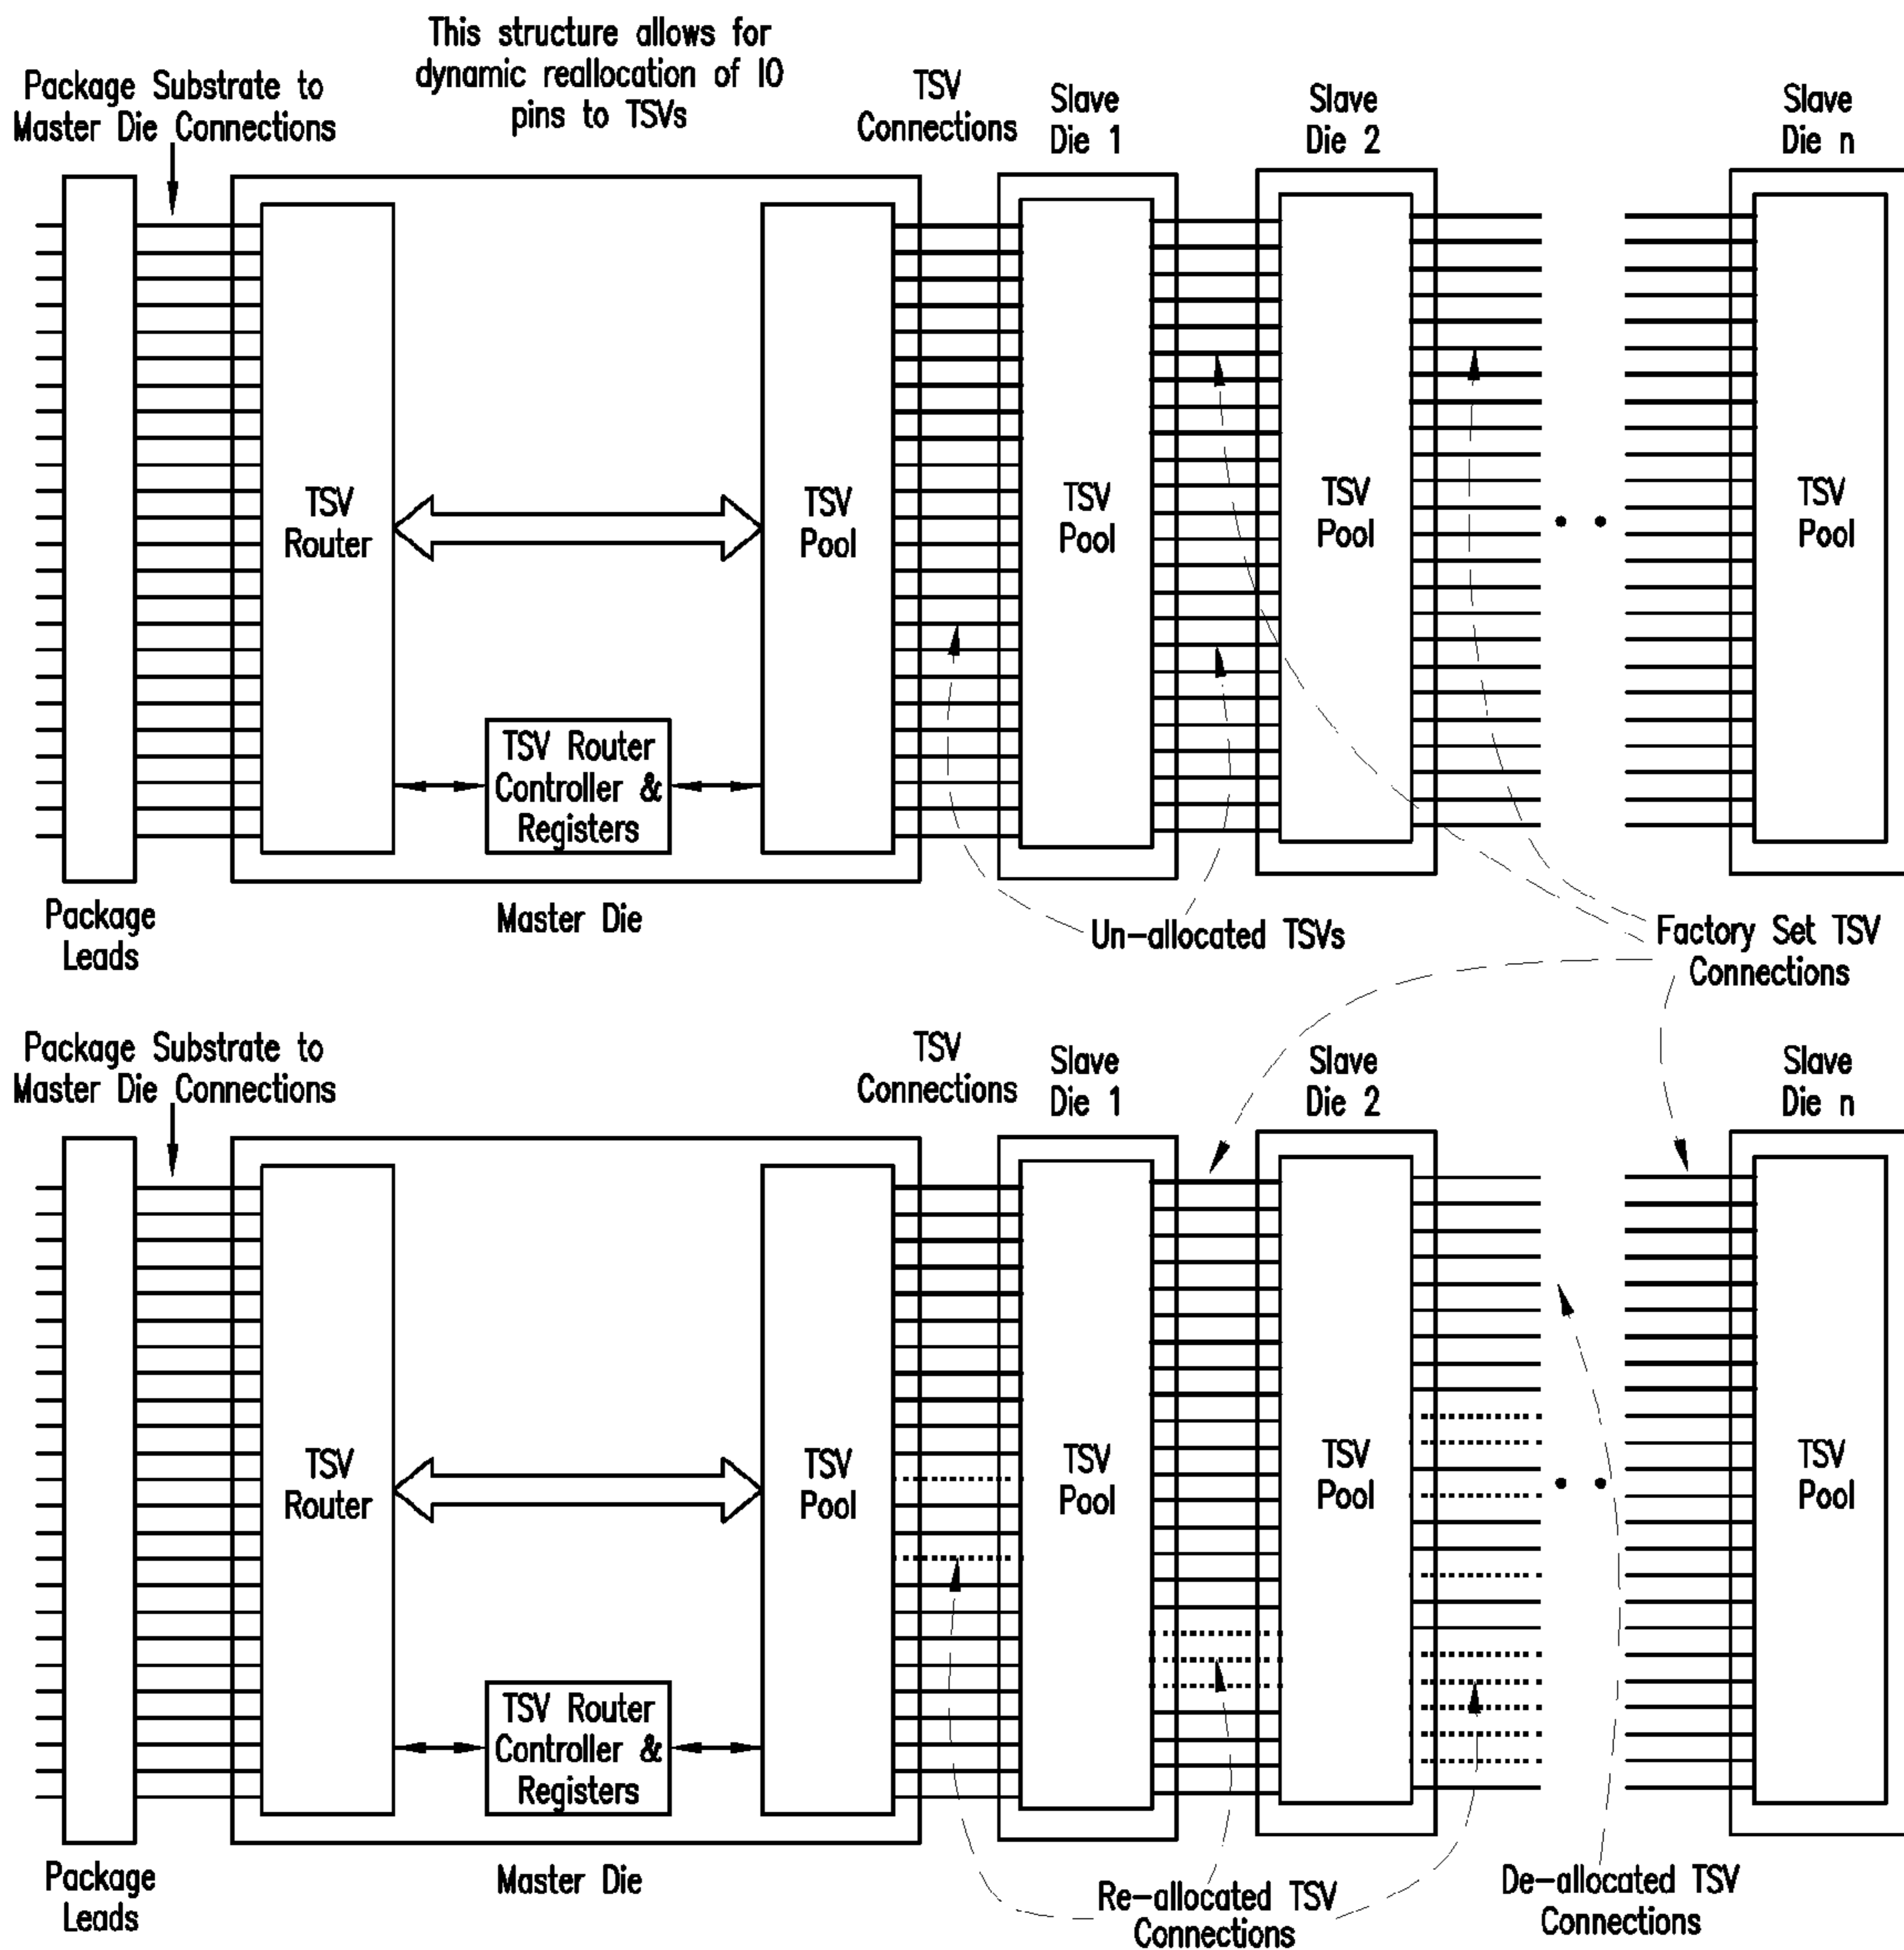 This structure allows for
dynamic reallocation of IO
pins to TSVs
Package Substrate to
Master Die Connections
TSV
Connections
Slave
Die 1
Slave
Die 2
Slave
Die n
TSV
Router
TSV
Pool
TSV
Pool
TSV
Pool
TSV
Pool
TSV Router
Controller &
Registers
Package
Leads
Master Die
Un-allocated TSVs
Factory Set TSV
Connections
Package Substrate to
Master Die Connections
TSV
Connections
Slave
Die 1
Slave
Die 2
Slave
Die n
TSV
Router
TSV
Pool
TSV
Pool
TSV
Pool
TSV
Pool
TSV Router
Controller &
Registers
Package
Leads
Master Die
Re-allocated TSV
Connections
De-allocated TSV
Connections